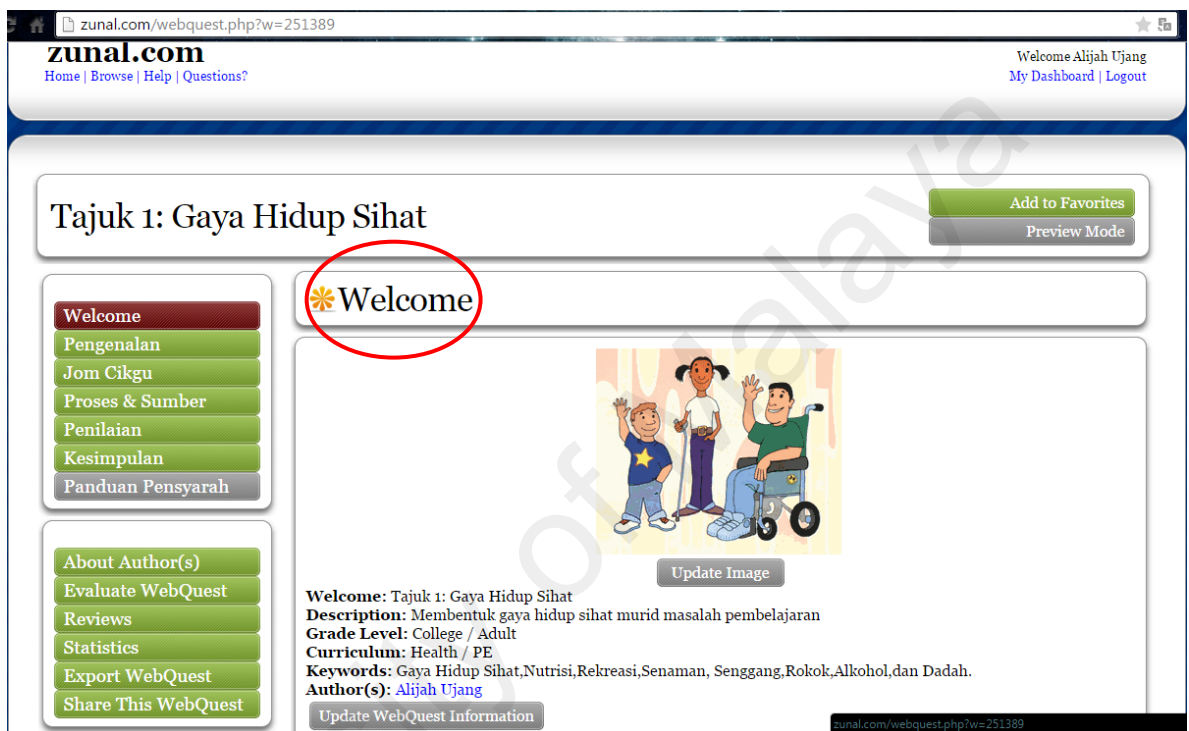 zunal.com/webquest.php?w=251389
zunal.com
Home | Browse | Help | Questions?
Welcome Alijah Ujang
My Dashboard | Logout
Tajuk 1: Gaya Hidup Sihat
Add to Favorites
Preview Mode
Welcome
Welcome
Pengenalan
Jom Cikgu
Proses & Sumber
Penilaian
Kesimpulan
Panduan Pensyarah
About Author(s)
Evaluate WebQuest
Reviews
Statistics
Export WebQuest
Share This WebQuest
Update Image
Welcome: Tajuk 1: Gaya Hidup Sihat
Description: Membentuk gaya hidup sihat murid masalah pembelajaran
Grade Level: College / Adult
Curriculum: Health / PE
Keywords: Gaya Hidup Sihat,Nutrisi,Rekreasi,Senaman, Senggang,Rokok,Alkohol,dan Dadah.
Author(s): Alijah Ujang
Update WebQuest Information
zunal.com/webquest.php?w=251389
of Malaya